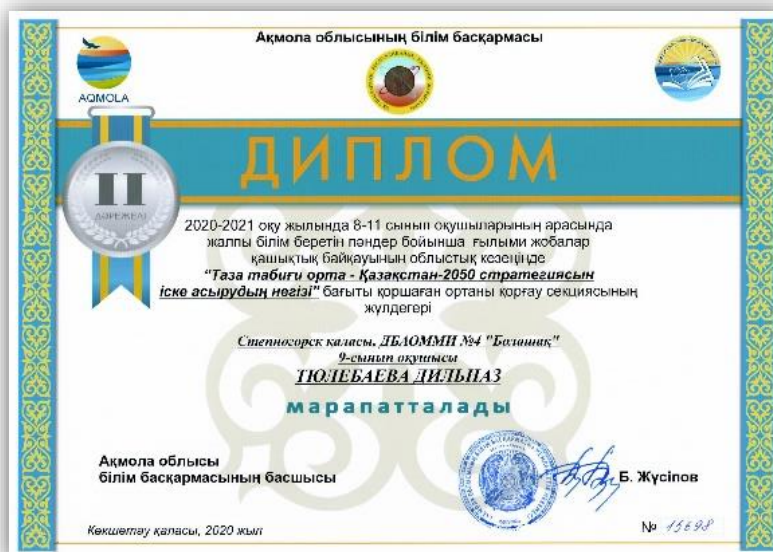 Ақмола облысының білім басқармасы
AQMOLA
ДИПЛОМ
II
ДӘРЕЖЕЛІ
2020-2021 оқу жылында 8-11 сынып оқушыларының арасында
жалпы білім беретін пәндер бойынша ғылыми жобалар
қашықтық байқауының облыстық кезеңінде
"Таза табиғи орта - Қазақстан-2050 стратегиясын
іске асырудың негізі" бағыты қоршаған ортаны қорғау секциясының
жүлдегері
Степногорск қаласы, ДБАОММИ №4 "Болашақ"
9-сынып оқушысы
ТЮЛЕБАЕВА ДИЛЬНАЗ
марапатталады
Ақмола облысы
білім басқармасының басшысы
Б. Жүсіпов
Көкшетау қаласы, 2020 жыл
№ 15698